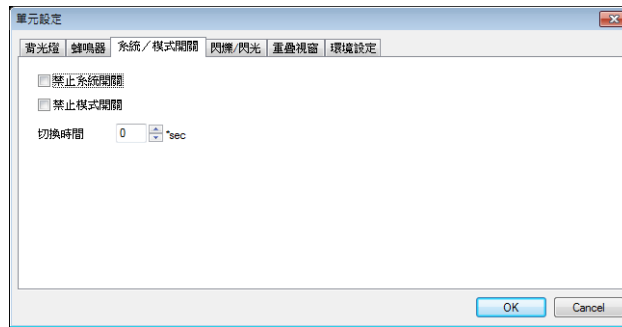 單元設定
背光燈 蜂鳴器 系統／模式開關 閃爍/閃光 重疊視窗 環境設定
禁止系統開關
禁止模式開關
切換時間 0 *sec
OK Cancel